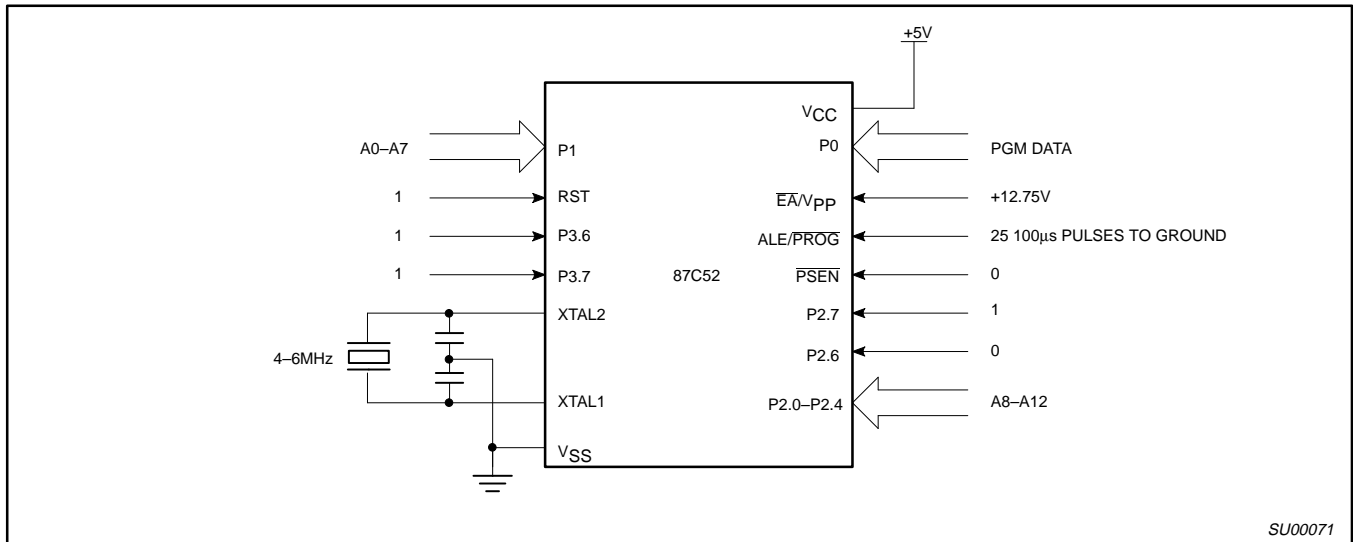 +5V
VCC
A0–A7
P1
P0
PGM DATA
1
RST
EA/VPP
+12.75V
1
P3.6
ALE/PROG
25 100µs PULSES TO GROUND
1
P3.7
87C52
PSEN
0
XTAL2
P2.7
1
4–6MHz
P2.6
0
XTAL1
P2.0–P2.4
A8–A12
VSS
SU00071